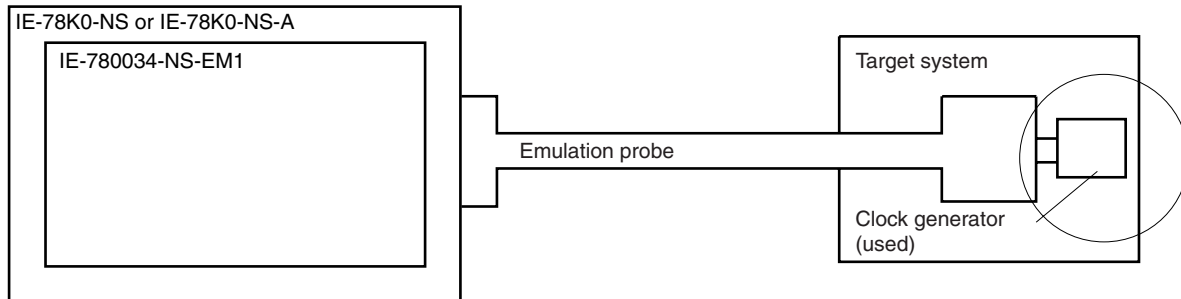 IE-78K0-NS or IE-78K0-NS-A
IE-780034-NS-EM1
Target system
Emulation probe
Clock generator
(used)